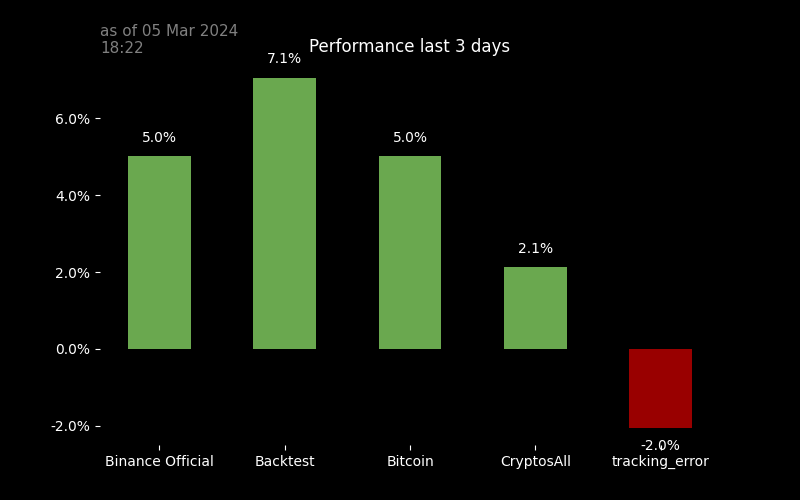 as of 05 Mar 2024
18:22
Performance last 3 days
7.1%
6.0%
5.0%
5.0%
4.0%
2.1%
2.0%
0.0%
-2.0%
-2.0%
Binance Official
Backtest
Bitcoin
CryptosAll
tracking_error